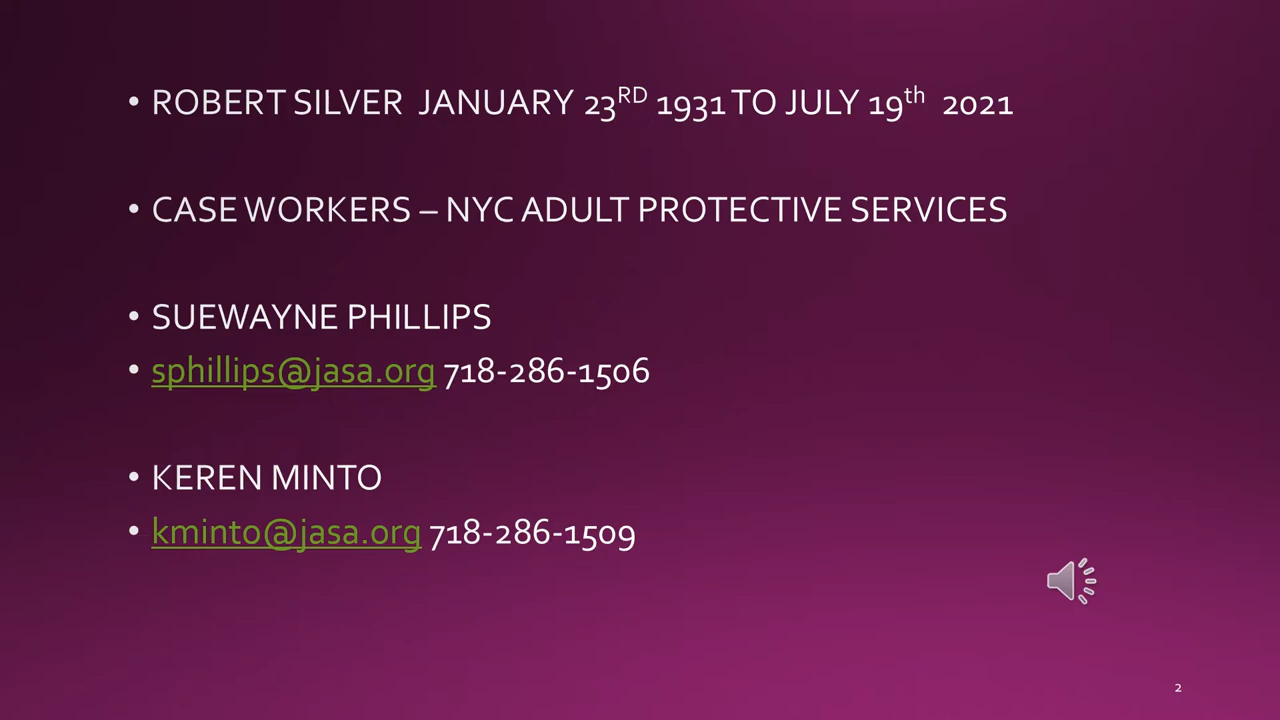 • ROBERT SILVER JANUARY 23RD 1931 TO JULY 19th 2021
• CASE WORKERS – NYC ADULT PROTECTIVE SERVICES
• SUEWAYNE PHILLIPS
• sphillips@jasa.org 718-286-1506
• KEREN MINTO
• kminto@jasa.org 718-286-1509
2